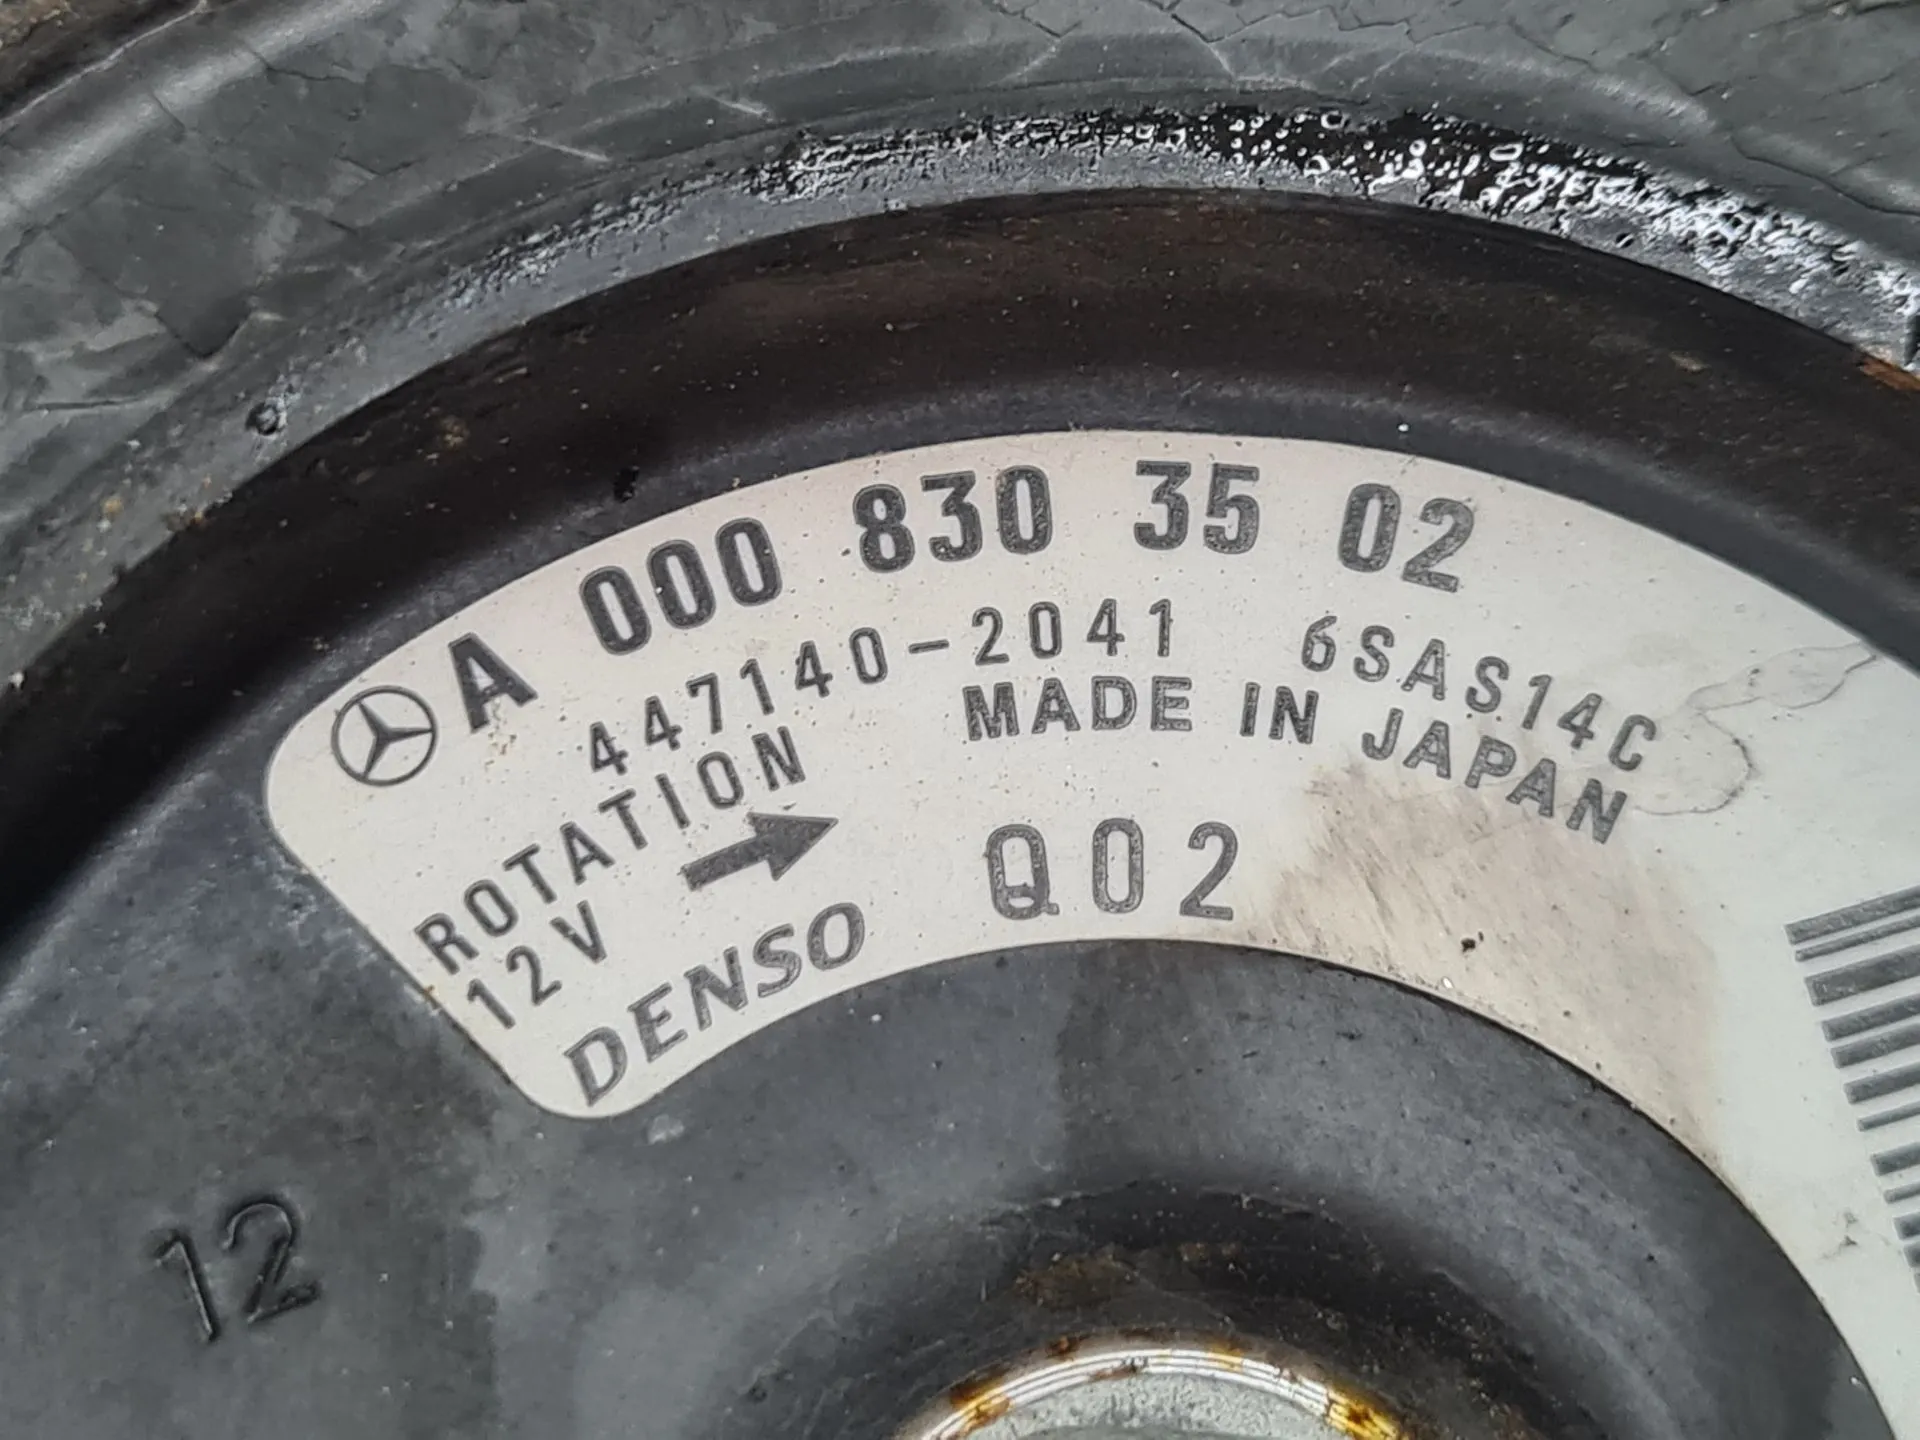 A 000 830 35 02
447140-2041 6SAS14C
ROTATION MADE IN JAPAN
12V Q02
DENSO
12